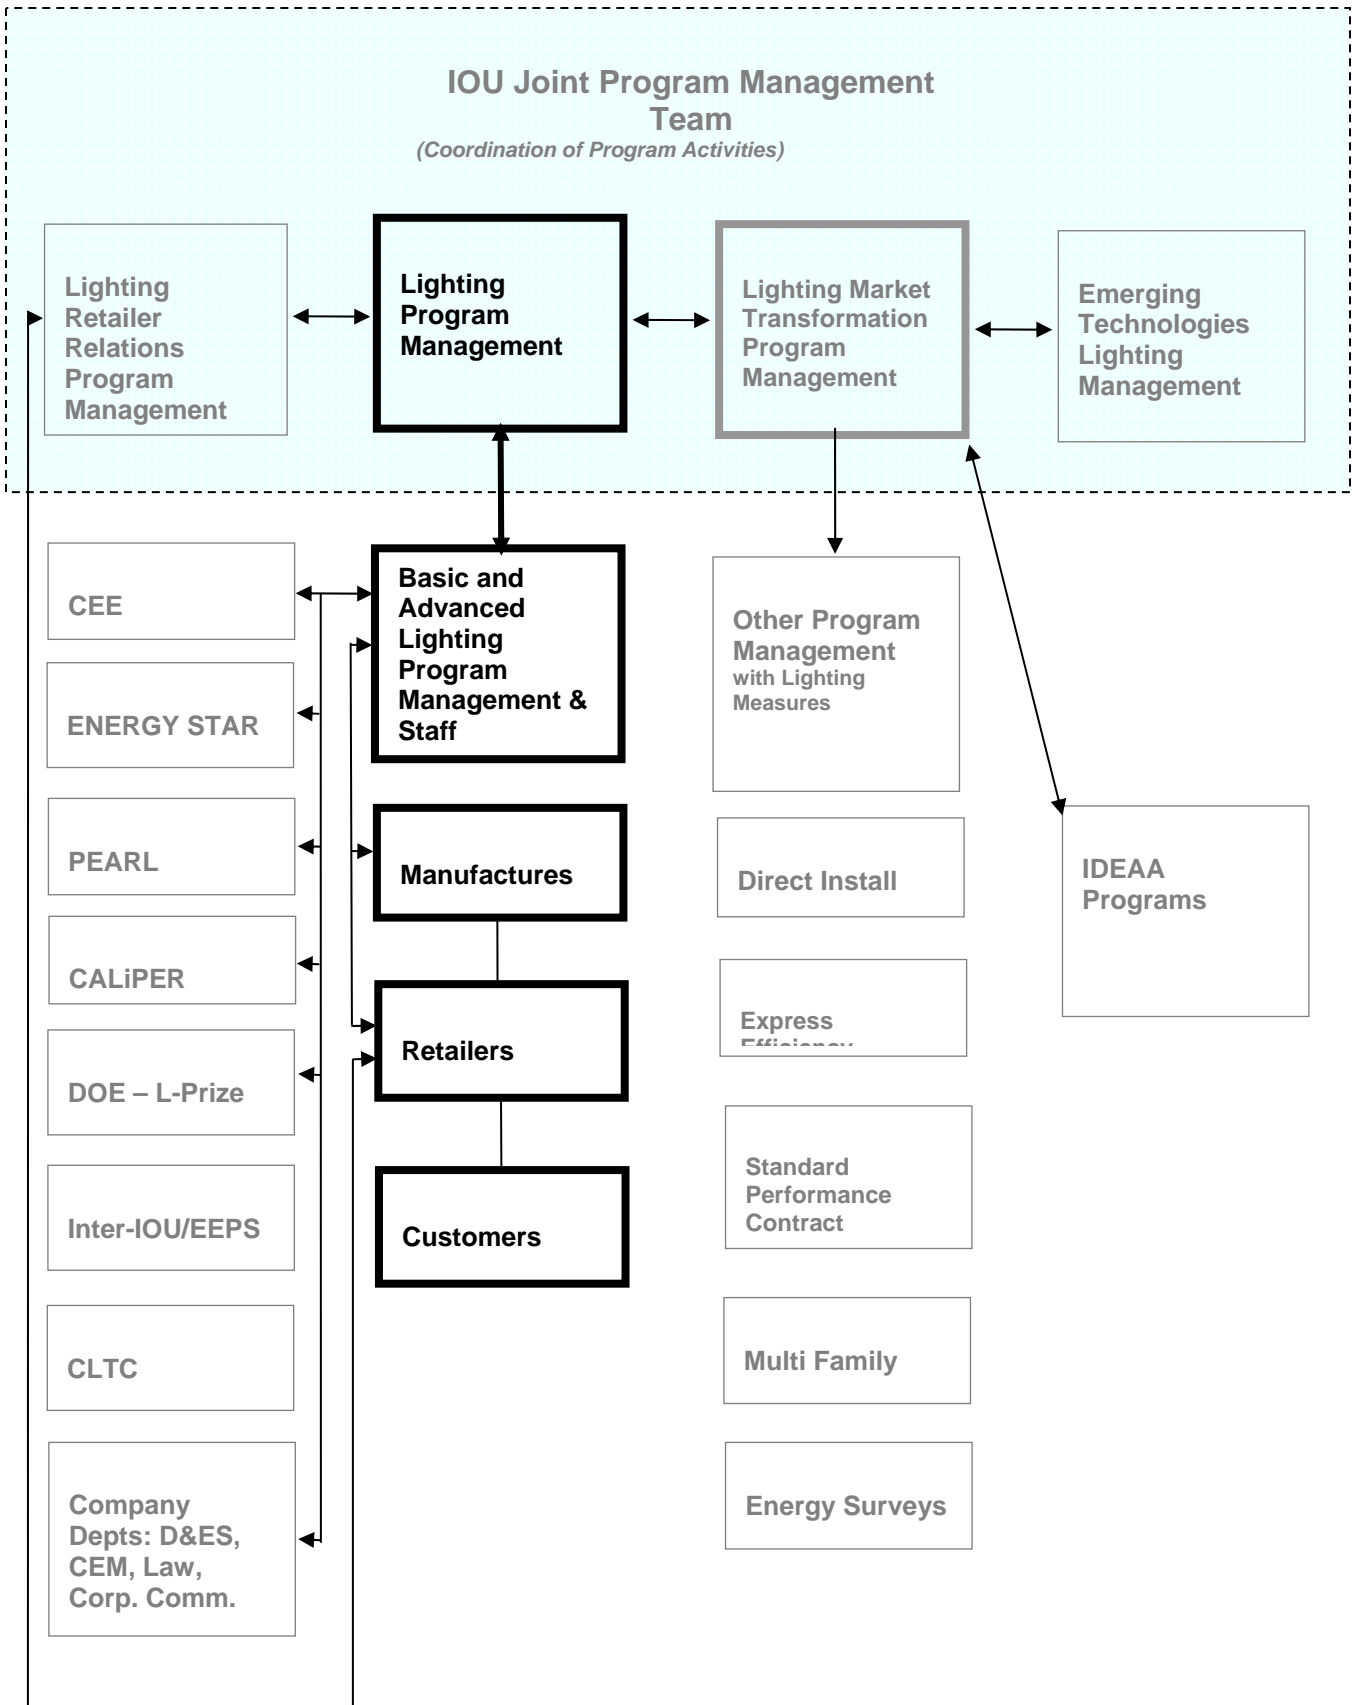 IOU Joint Program Management
Team
(Coordination of Program Activities)
Lighting
Retailer
Relations
Program
Management
Lighting
Program
Management
Lighting Market
Transformation
Program
Management
Emerging
Technologies
Lighting
Management
CEE
ENERGY STAR
PEARL
CALiPER
DOE – L-Prize
Inter-IOU/EEPS
CLTC
Company
Depts: D&ES,
CEM, Law,
Corp. Comm.
Basic and
Advanced
Lighting
Program
Management &
Staff
Manufactures
Retailers
Customers
Other Program
Management
with Lighting
Measures
Direct Install
Express
Efficiency
Standard
Performance
Contract
Multi Family
Energy Surveys
IDEAA
Programs